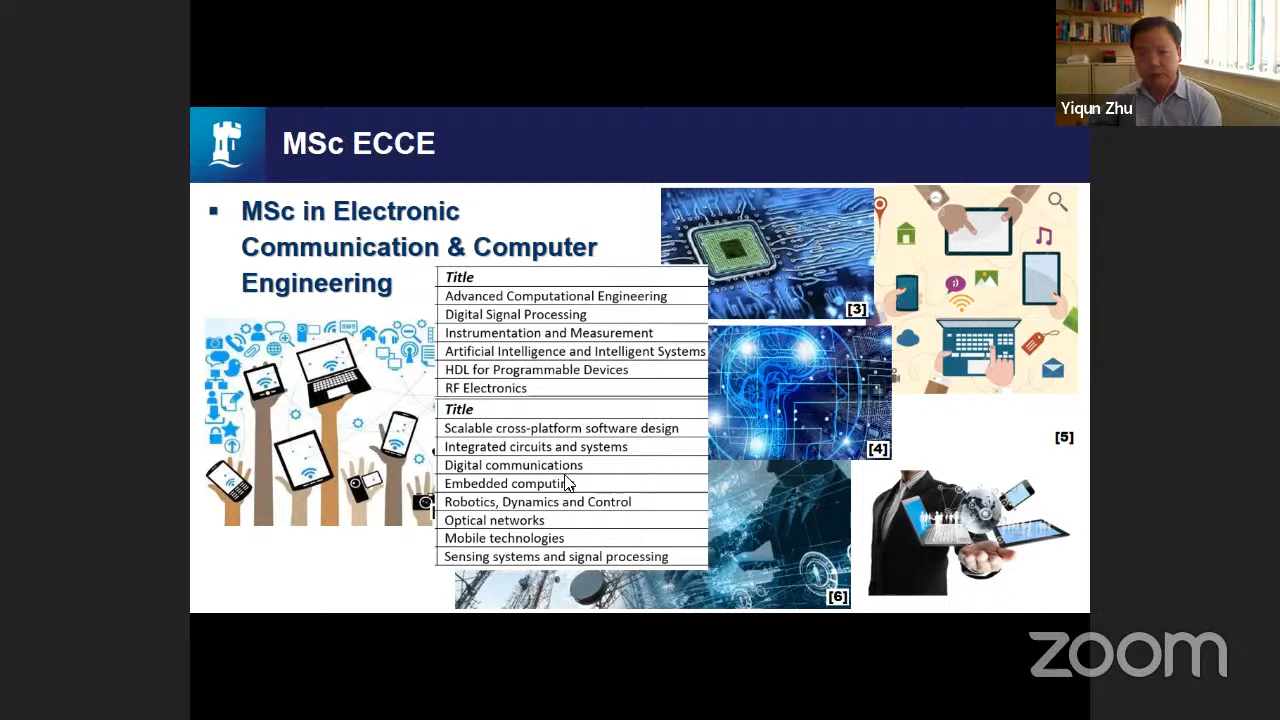 Yiqun Zhu
MSc ECCE
▪ MSc in Electronic
Communication & Computer
Engineering
Title
Advanced Computational Engineering
Digital Signal Processing
Instrumentation and Measurement
Artificial Intelligence and Intelligent Systems
HDL for Programmable Devices
RF Electronics
Title
Scalable cross-platform software design
Integrated circuits and systems
Digital communications
Embedded computing
Robotics, Dynamics and Control
Optical networks
Mobile technologies
Sensing systems and signal processing
SMS
[3]
[4]
[5]
[6]
zoom